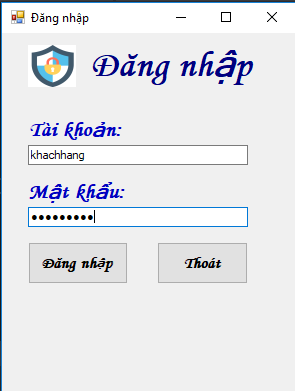 Đăng nhập
Đăng nhập
Tài khoản:
khachhang
Mật khẩu:
●●●●●●●●●
Đăng nhập Thoát